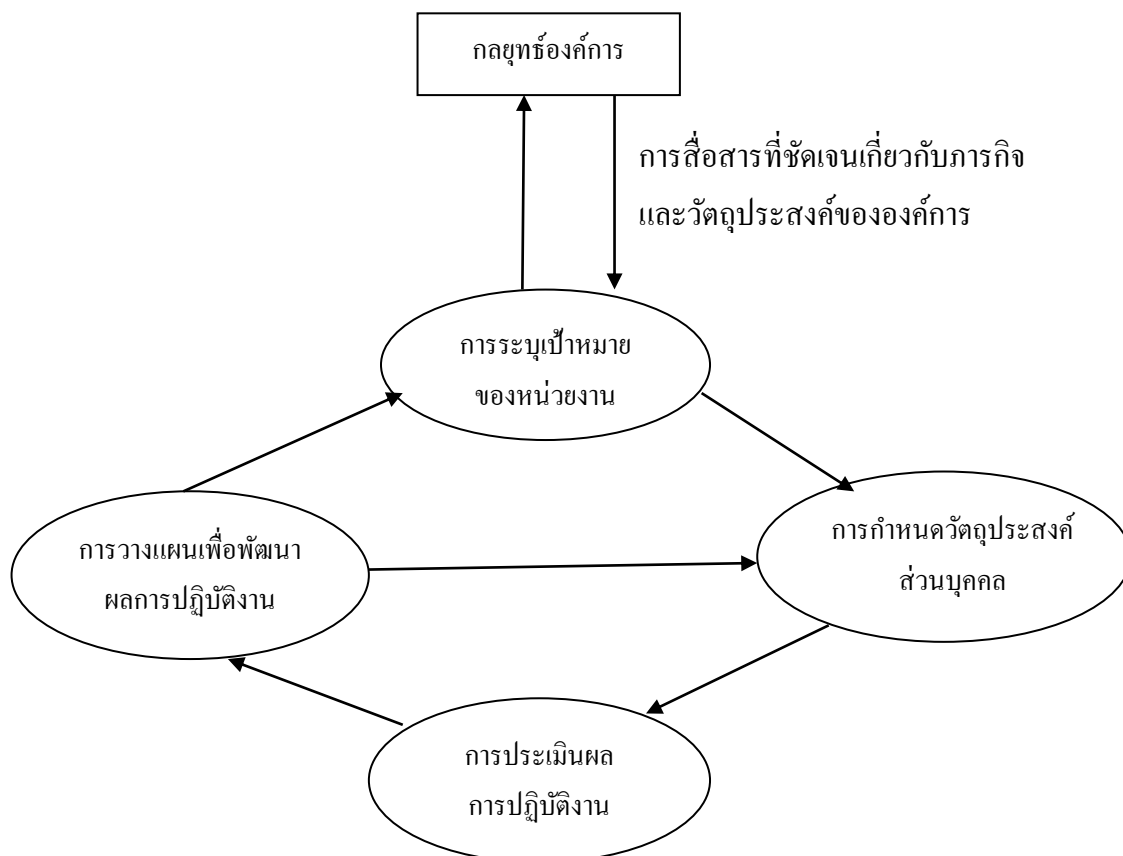 กลยุทธ์องค์การ
การสื่อสารที่ชัดเจนเกี่ยวกับภารกิจ
และวัตถุประสงค์ขององค์การ
การระบุเป้าหมาย
ของหน่วยงาน
การวางแผนเพื่อพัฒนา
ผลการปฏิบัติงาน
การกำหนดวัตถุประสงค์
ส่วนบุคคล
การประเมินผล
การปฏิบัติงาน